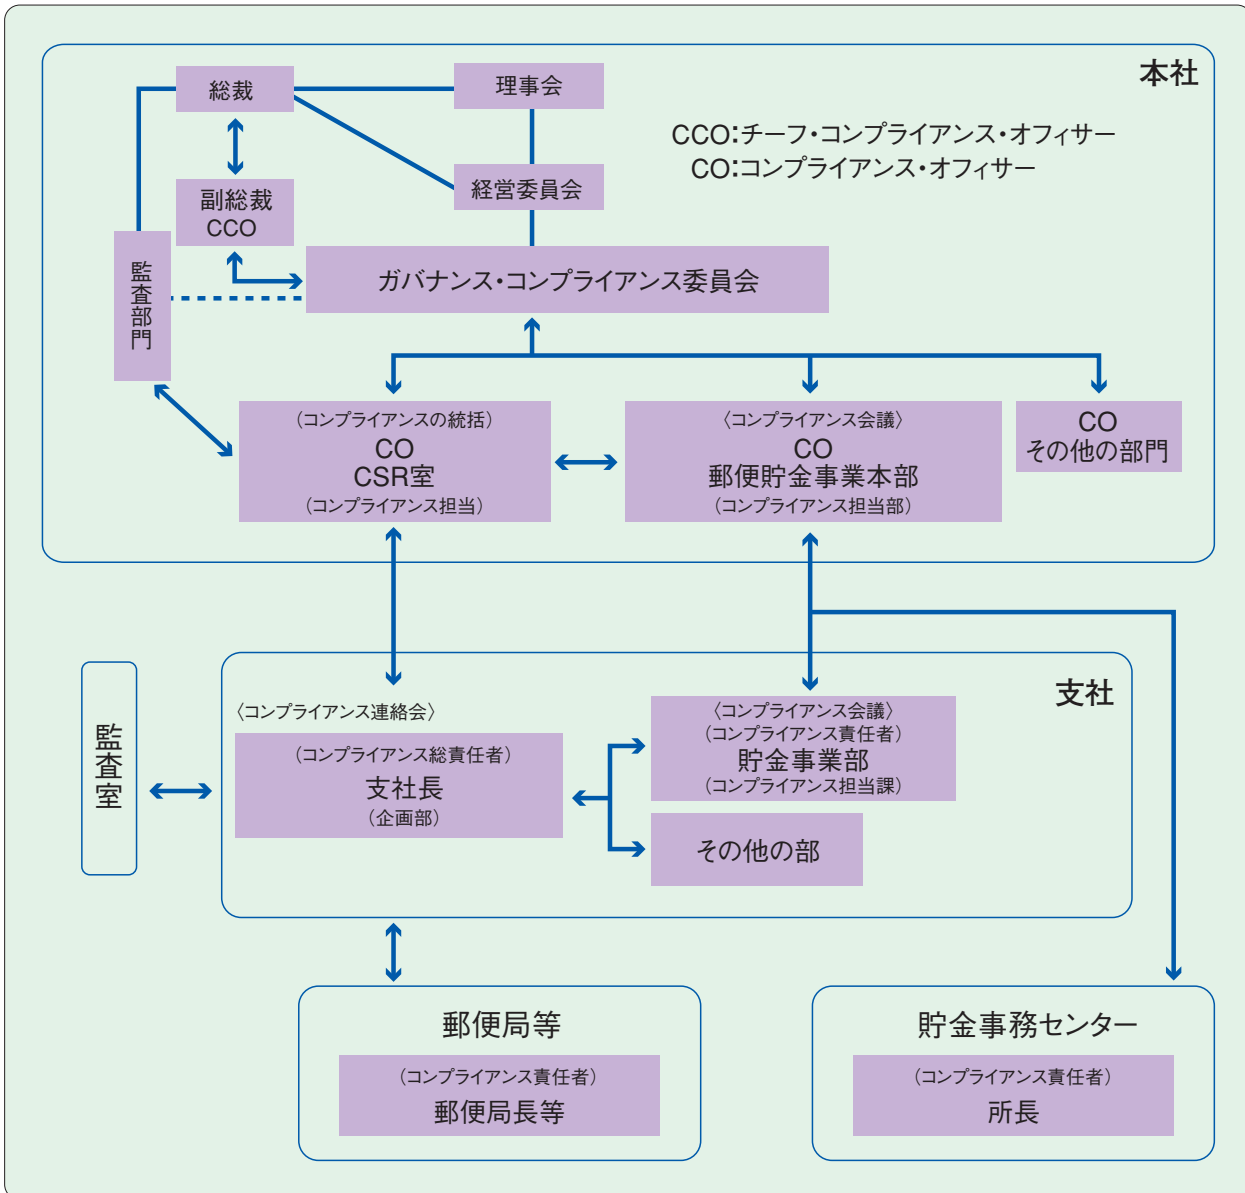 本社
総裁
理事会
CCO:チーフ・コンプライアンス・オフィサー
CO:コンプライアンス・オフィサー
経営委員会
副総裁
CCO
監査部門
ガバナンス・コンプライアンス委員会
(コンプライアンスの統括)
CO
CSR室
(コンプライアンス担当)
〈コンプライアンス会議〉
CO
郵便貯金事業本部
(コンプライアンス担当部)
CO
その他の部門
支社
監査室
〈コンプライアンス連絡会〉
(コンプライアンス総責任者)
支社長
(企画部)
〈コンプライアンス会議〉
(コンプライアンス責任者)
貯金事業部
(コンプライアンス担当課)
その他の部
郵便局等
(コンプライアンス責任者)
郵便局長等
貯金事務センター
(コンプライアンス責任者)
所長